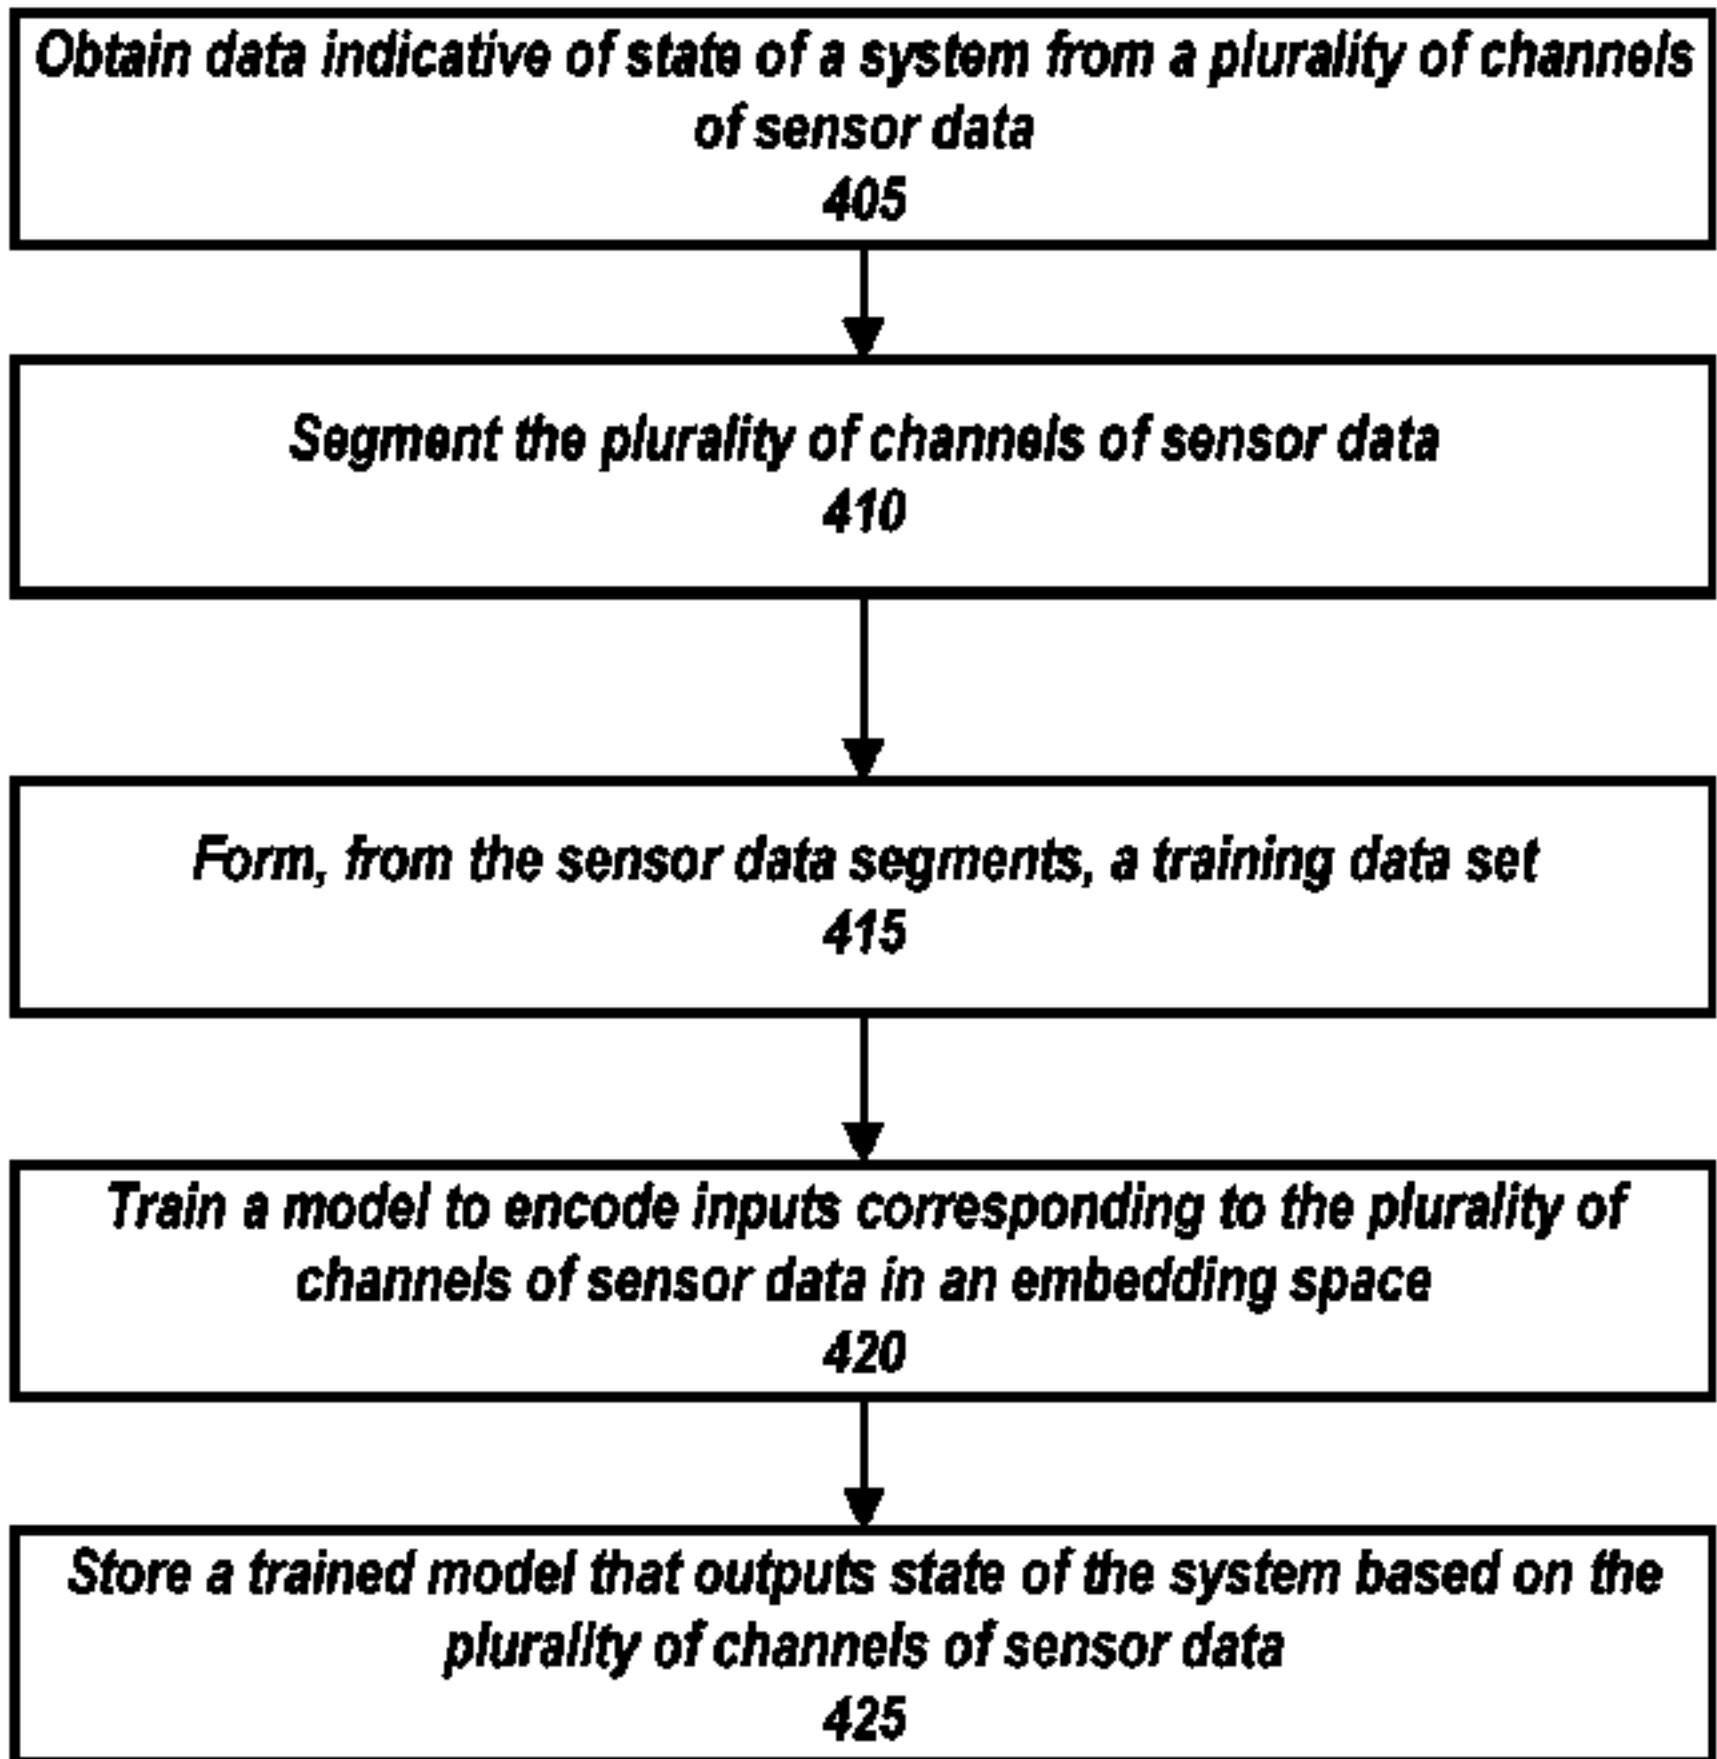 Obtain data indicative of state of a system from a plurality of channels
of sensor data
405
Segment the plurality of channels of sensor data
410
Form, from the sensor data segments, a training data set
415
Train a model to encode inputs corresponding to the plurality of
channels of sensor data in an embedding space
420
Store a trained model that outputs state of the system based on the
plurality of channels of sensor data
425